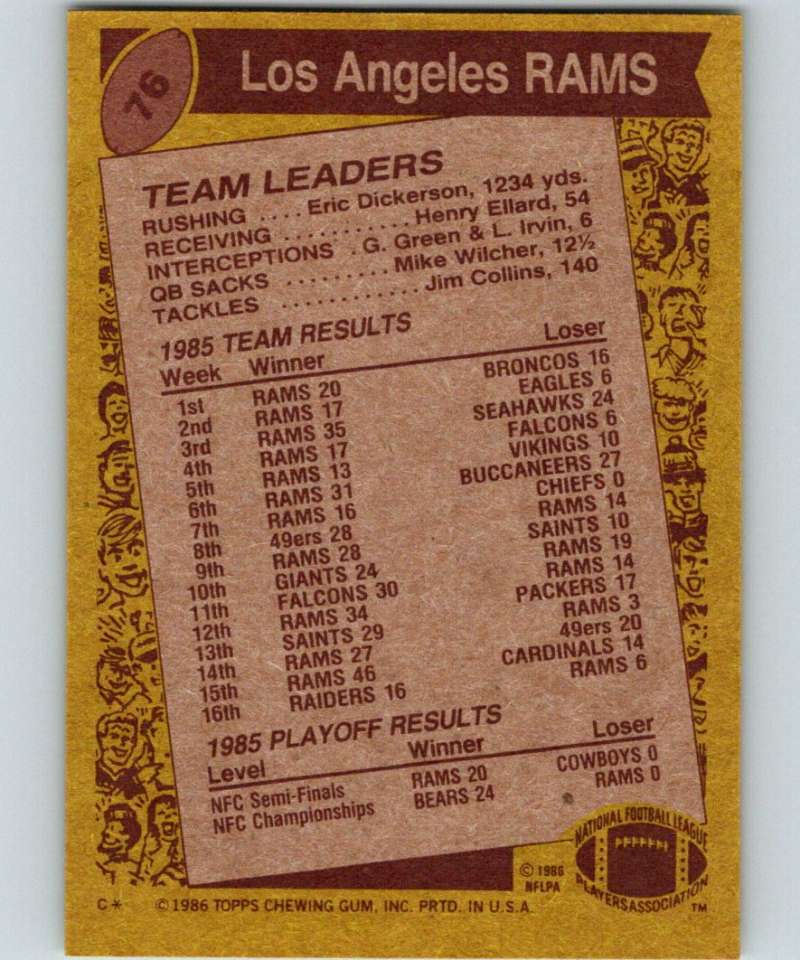 76
Los Angeles RAMS
TEAM LEADERS
RUSHING .... Eric Dickerson, 1234 yds.
RECEIVING ........... Henry Ellard, 54
INTERCEPTIONS . G. Green & L. Irvin, 6
QB SACKS ......... Mike Wilcher, 12½
TACKLES ............ Jim Collins, 140
1985 TEAM RESULTS
Week Winner Loser
1st RAMS 20 BRONCOS 16
2nd RAMS 17 EAGLES 6
3rd RAMS 35 SEAHAWKS 24
4th RAMS 17 FALCONS 6
5th RAMS 13 VIKINGS 10
6th RAMS 31 BUCCANEERS 27
7th RAMS 16 CHIEFS 0
8th 49ers 28 RAMS 14
9th RAMS 28 SAINTS 10
10th GIANTS 24 RAMS 19
11th FALCONS 30 RAMS 14
12th RAMS 34 PACKERS 17
13th SAINTS 29 RAMS 3
14th RAMS 27 49ers 20
15th RAMS 46 CARDINALS 14
16th RAIDERS 16 RAMS 6
1985 PLAYOFF RESULTS
Level Winner Loser
NFC Semi-Finals RAMS 20 COWBOYS 0
NFC Championships BEARS 24 RAMS 0
NATIONAL FOOTBALL LEAGUE
PLAYERS ASSOCIATION
TM
© 1986
NFLPA
C* © 1986 TOPPS CHEWING GUM, INC. PRTD. IN U.S.A.